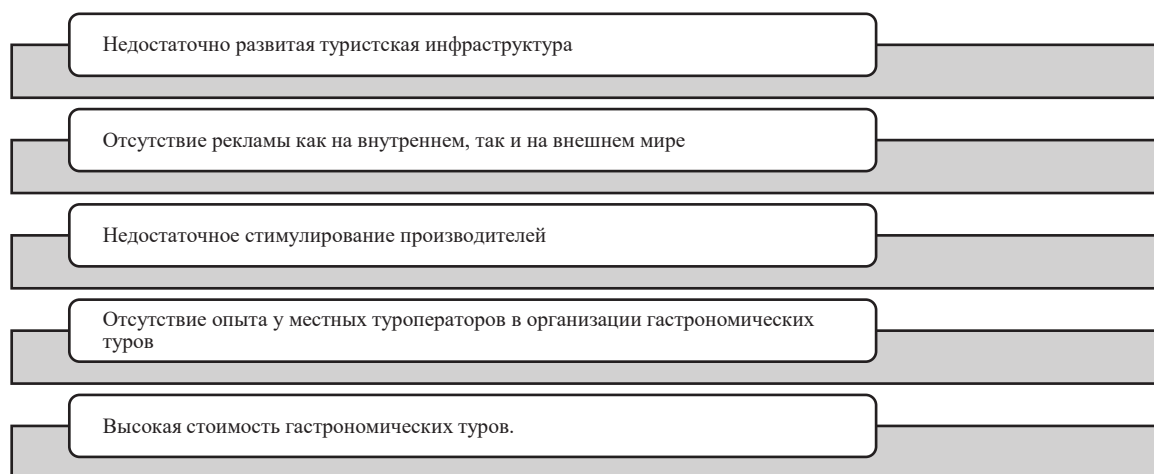 Недостаточно развитая туристская инфраструктура
Отсутствие рекламы как на внутреннем, так и на внешнем мире
Недостаточное стимулирование производителей
Отсутствие опыта у местных туроператоров в организации гастрономических
туров
Высокая стоимость гастрономических туров.